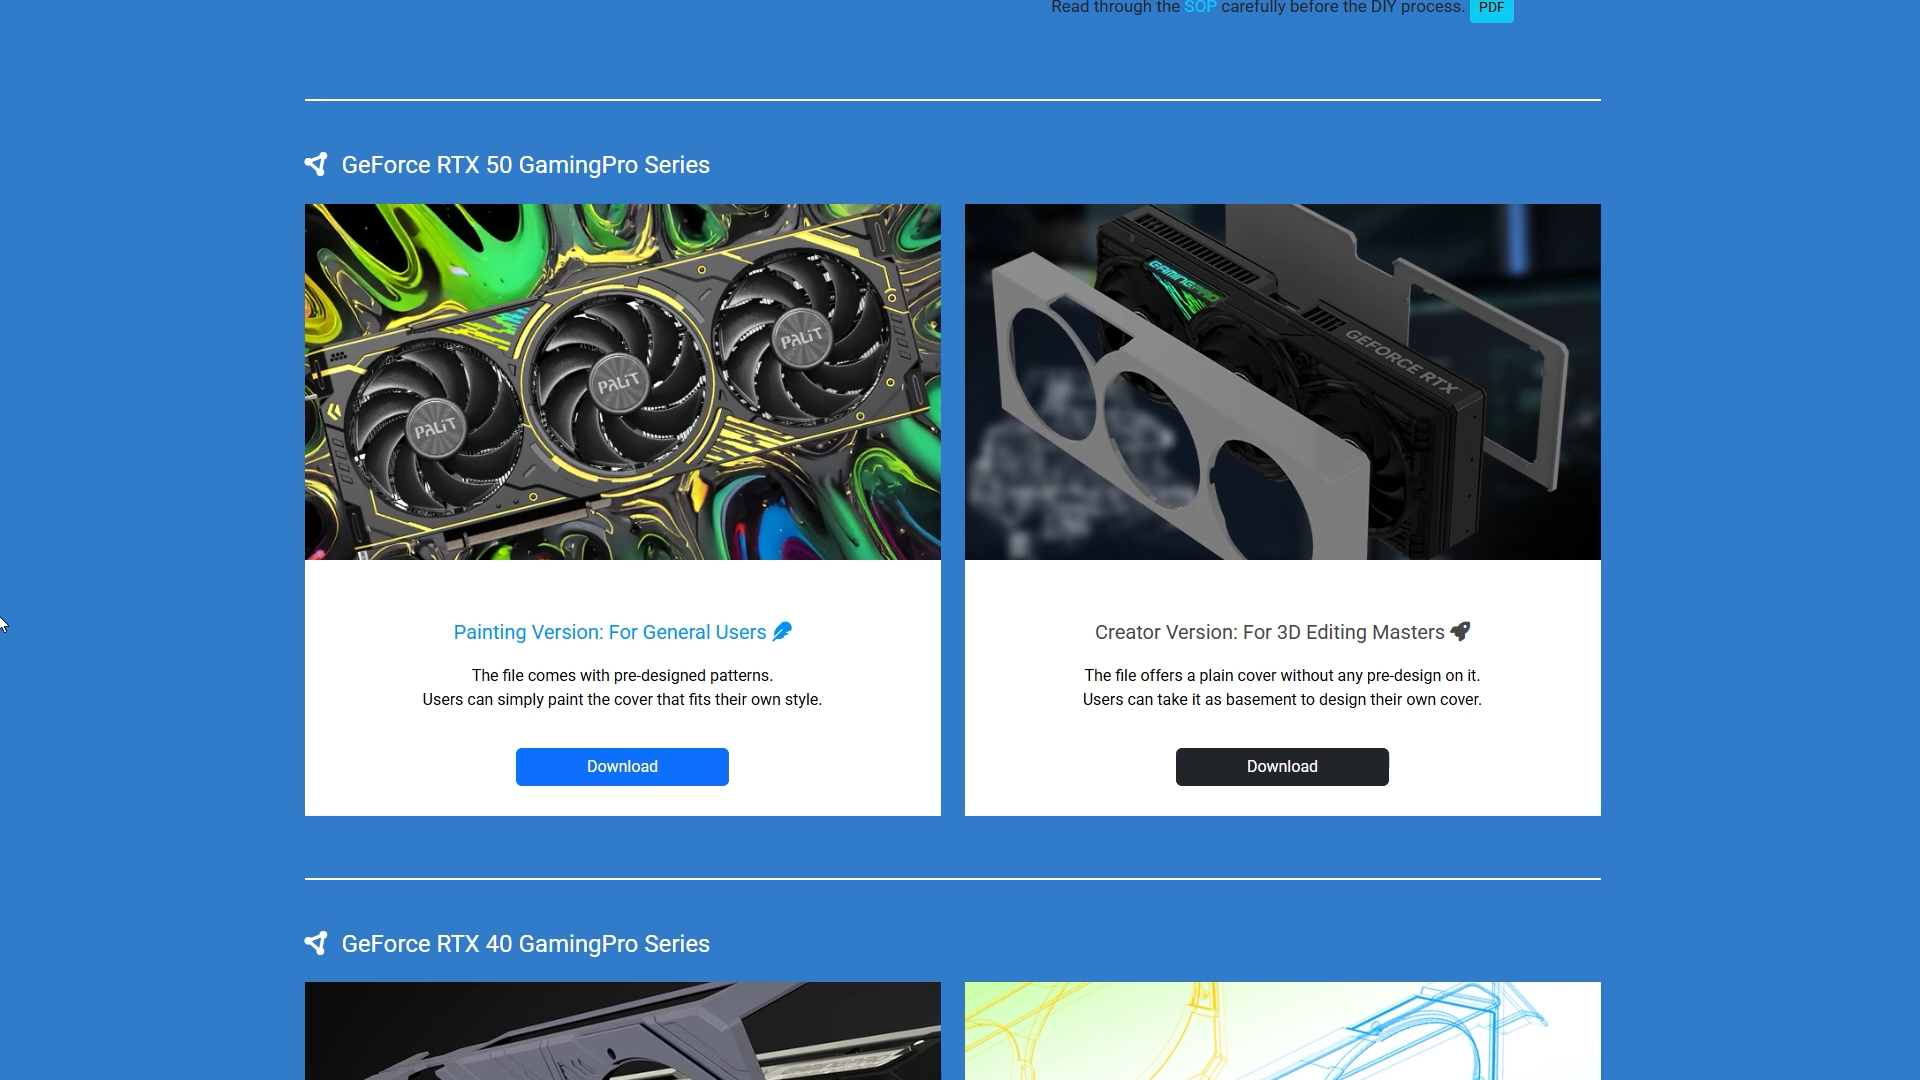 Read through the SOP carefully before the DIY process. PDF
GeForce RTX 50 GamingPro Series
PALiT
PALiT
PALiT
GAMINGPRO
GEFORCE RTX
Painting Version: For General Users
The file comes with pre-designed patterns.
Users can simply paint the cover that fits their own style.
Download
Creator Version: For 3D Editing Masters
The file offers a plain cover without any pre-design on it.
Users can take it as basement to design their own cover.
Download
GeForce RTX 40 GamingPro Series